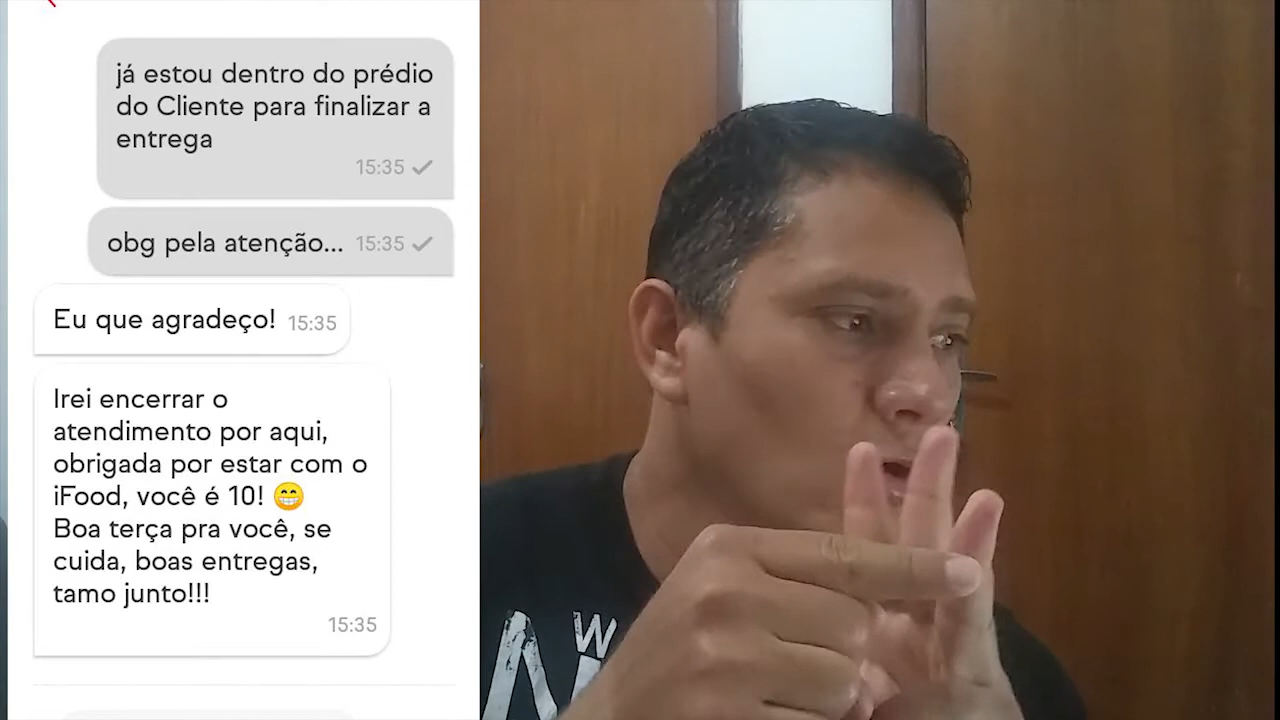 já estou dentro do prédio
do Cliente para finalizar a
entrega
15:35
obg pela atenção... 15:35
Eu que agradeço! 15:35
Irei encerrar o
atendimento por aqui,
obrigada por estar com o
iFood, você é 10! 😁
Boa terça pra você, se
cuida, boas entregas,
tamo junto!!!
15:35
W